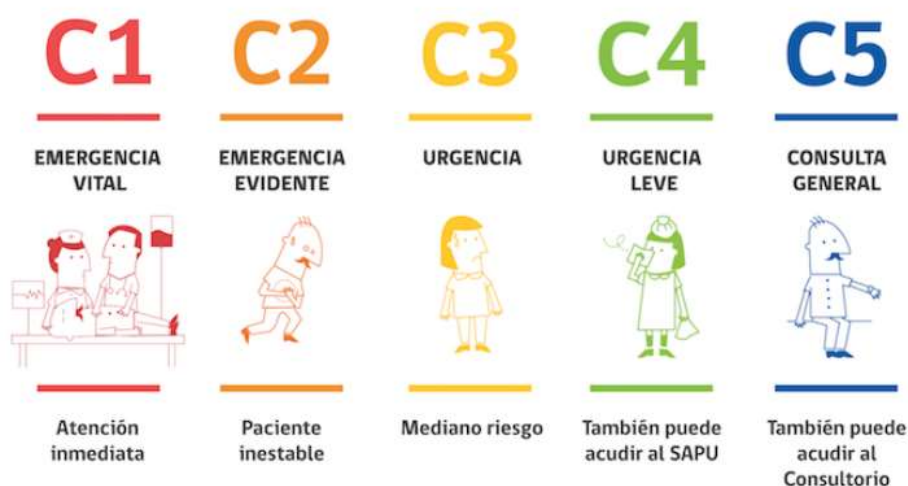 C1 C2 C3 C4 C5
EMERGENCIA VITAL
EMERGENCIA EVIDENTE
URGENCIA
URGENCIA LEVE
CONSULTA GENERAL
Atención inmediata
Paciente inestable
Mediano riesgo
También puede acudir al SAPU
También puede acudir al Consultorio